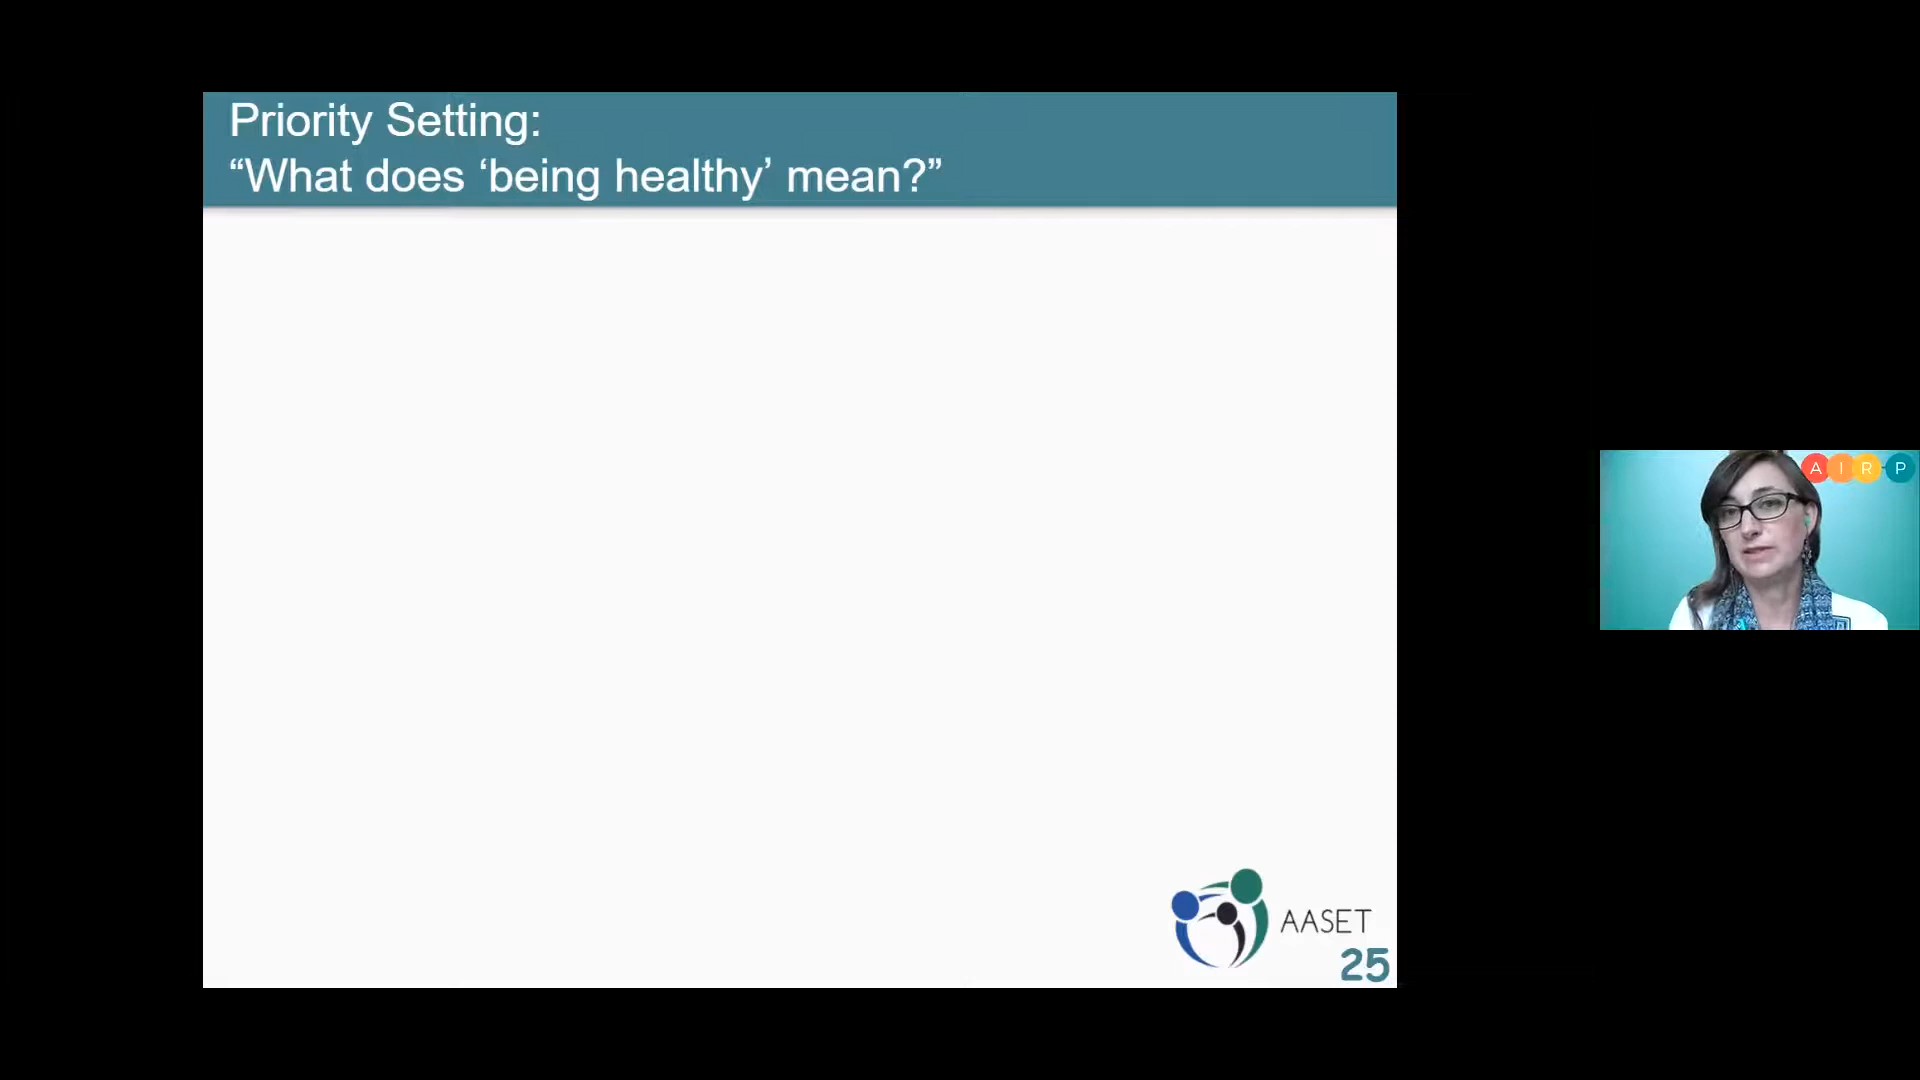 Priority Setting:
“What does ‘being healthy’ mean?”
A I R - P
AASET
25